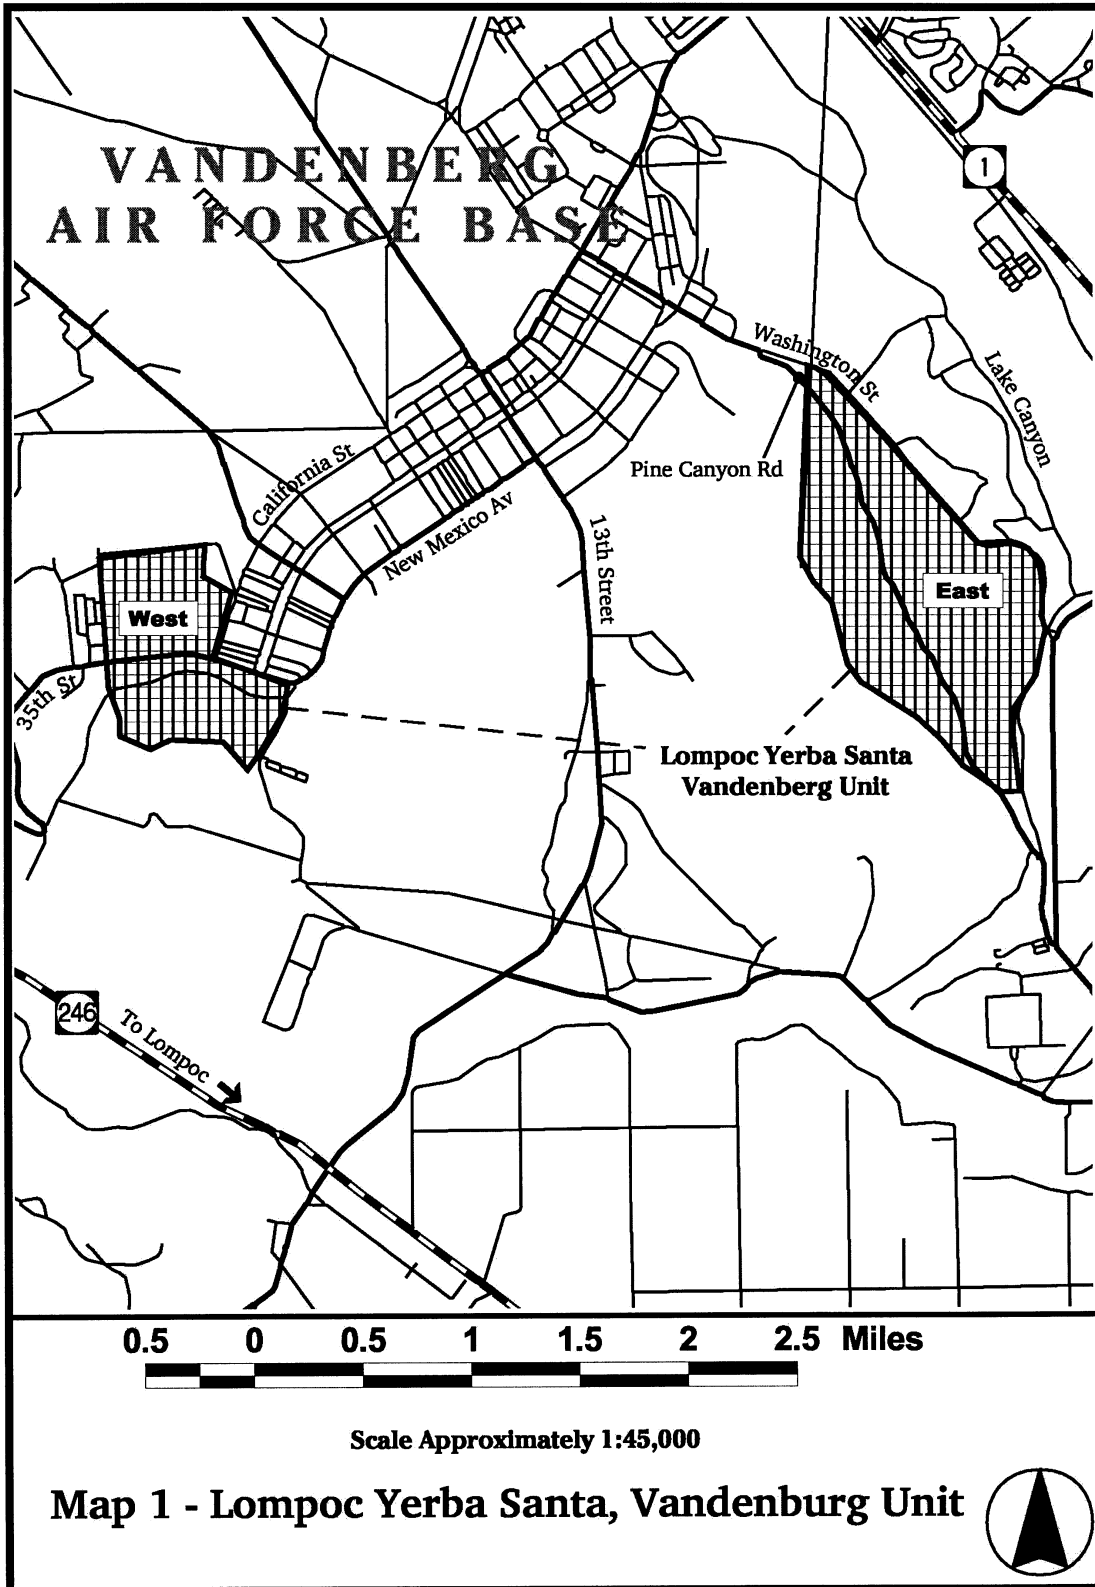 VANDENBERG
AIR FORCE BASE
1
Washington St
Lake Canyon
Pine Canyon Rd
California St
New Mexico Av
13th Street
East
West
35th St
Lompoc Yerba Santa
Vandenberg Unit
246
To Lompoc
0.5 0 0.5 1 1.5 2 2.5 Miles
Scale Approximately 1:45,000
Map 1 - Lompoc Yerba Santa, Vandenburg Unit